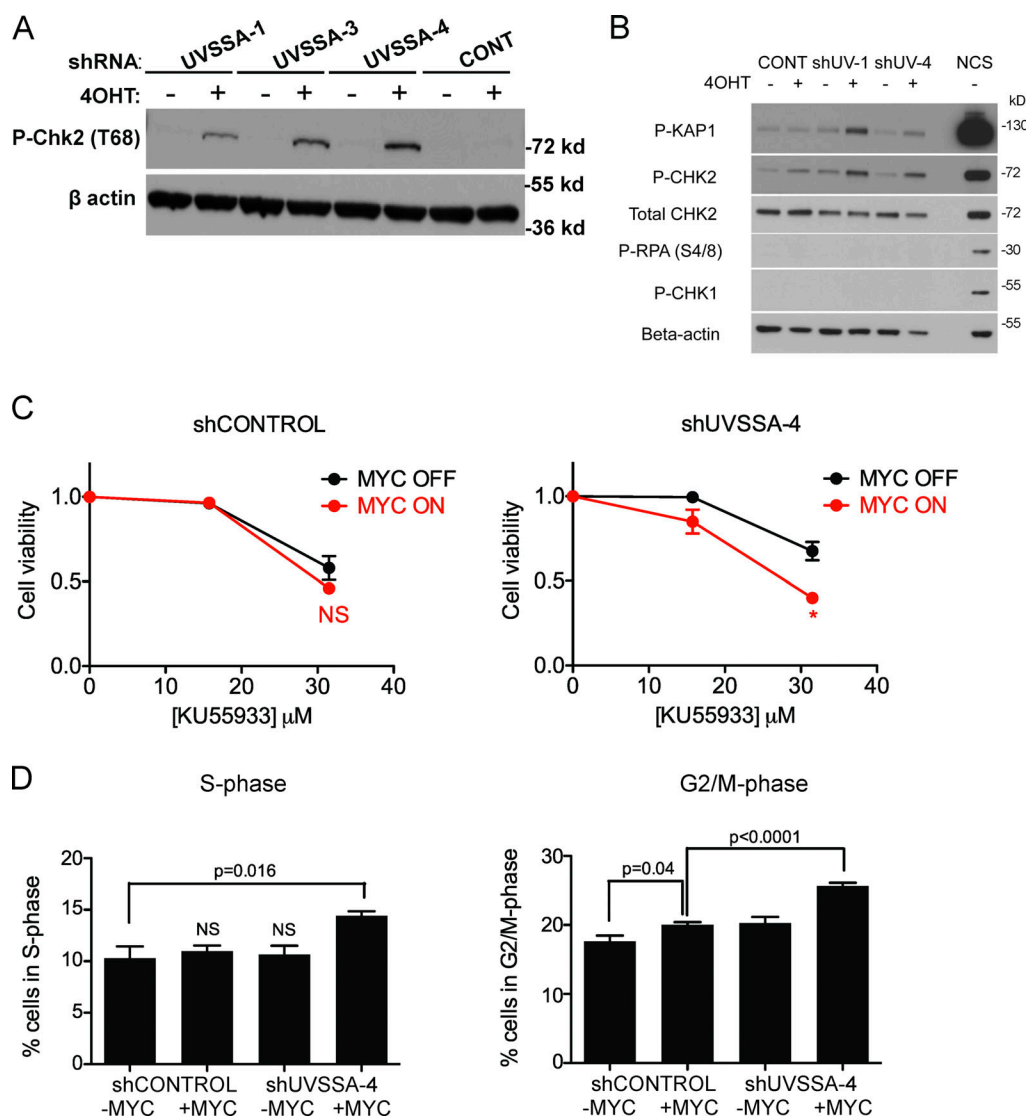 A
shRNA: UVSSA-1 UVSSA-3 UVSSA-4 CONT
4OHT: - + - + - + - +
P-Chk2 (T68)
-72 kd
-55 kd
β actin
-36 kd
B
CONT shUV-1 shUV-4 NCS
4OHT - + - + - + - kD
P-KAP1 -130
P-CHK2 -72
Total CHK2 -72
P-RPA (S4/8) -30
P-CHK1 -55
Beta-actin -55
C
shCONTROL
MYC OFF
MYC ON
1.0
0.5
0.0
Cell viability
NS
0 10 20 30 40
[KU55933] μM
shUVSSA-4
MYC OFF
MYC ON
1.0
0.5
0.0
Cell viability
*
0 10 20 30 40
[KU55933] μM
D
S-phase
20
15
10
5
0
% cells in S-phase
p=0.016
NS NS
shCONTROL shUVSSA-4
-MYC +MYC -MYC +MYC
G2/M-phase
30
20
10
0
% cells in G2/M-phase
p<0.0001
p=0.04
shCONTROL shUVSSA-4
-MYC +MYC -MYC +MYC